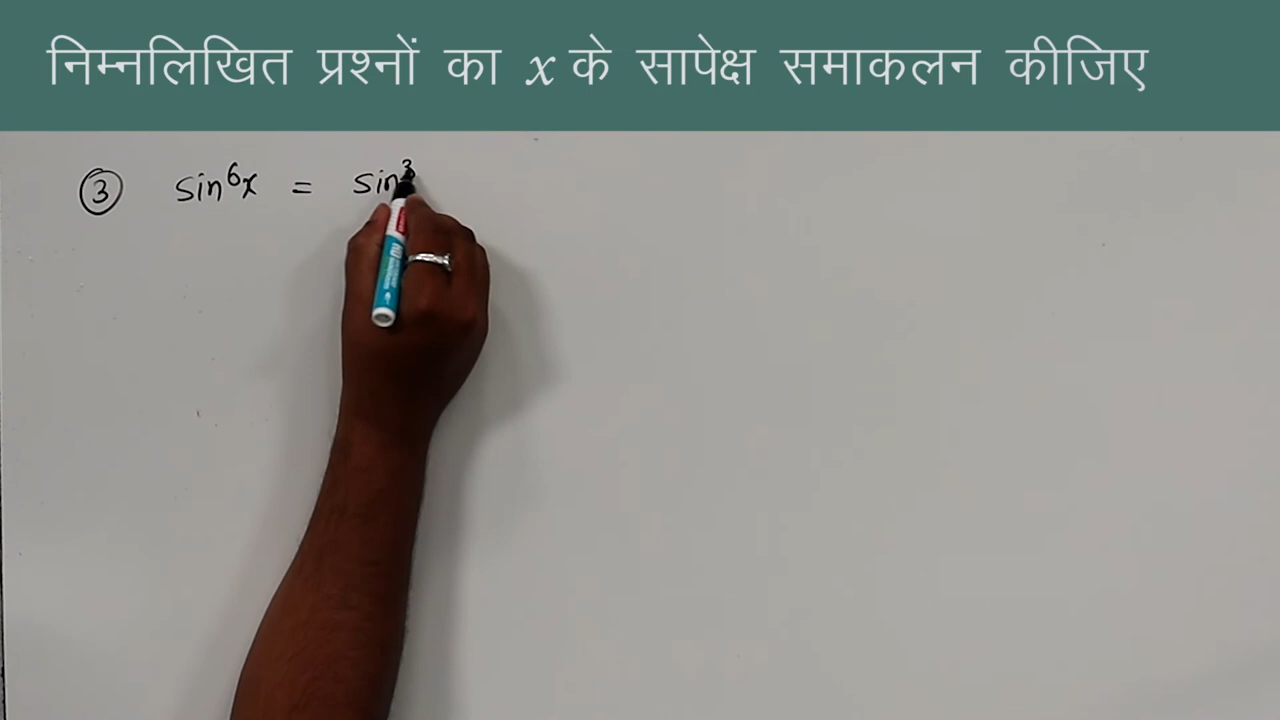 निम्नलिखित प्रश्नों का x के सापेक्ष समाकलन कीजिए
③ sin⁶x = sin³